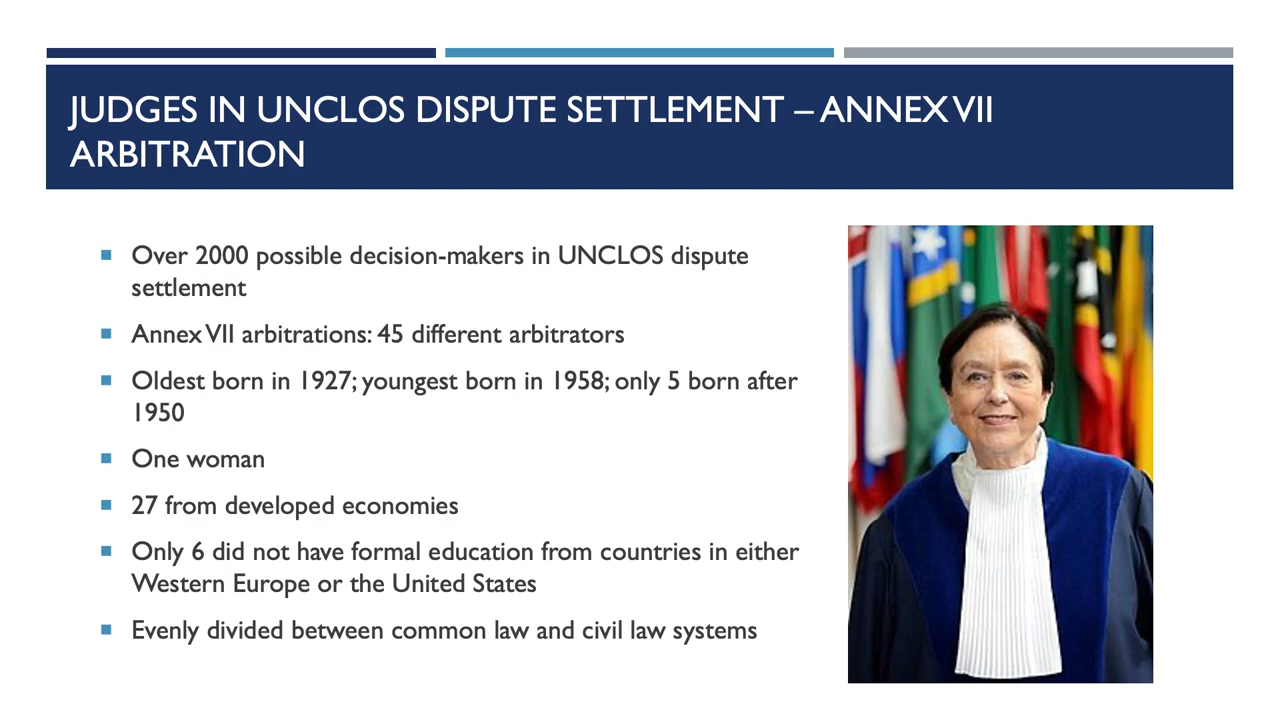 JUDGES IN UNCLOS DISPUTE SETTLEMENT – ANNEX VII
ARBITRATION
Over 2000 possible decision-makers in UNCLOS dispute
settlement
Annex VII arbitrations: 45 different arbitrators
Oldest born in 1927; youngest born in 1958; only 5 born after
1950
One woman
27 from developed economies
Only 6 did not have formal education from countries in either
Western Europe or the United States
Evenly divided between common law and civil law systems